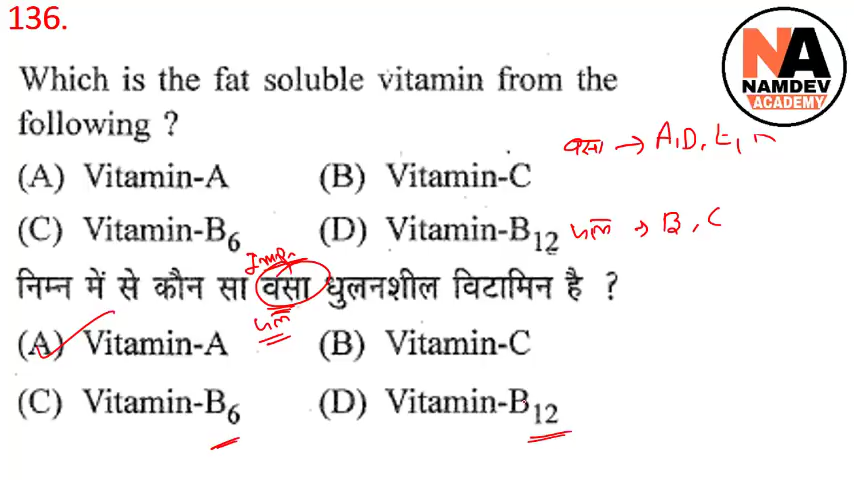 136.
NA
NAMDEV
ACADEMY
Which is the fat soluble vitamin from the
following ?
वसा → A, D, E,
(A) Vitamin-A (B) Vitamin-C
(C) Vitamin-B6 (D) Vitamin-B12
→ B, C
Imp.
निम्न में से कौन सा वसा धुलनशील विटामिन है ?
(A) Vitamin-A (B) Vitamin-C
(C) Vitamin-B6 (D) Vitamin-B12